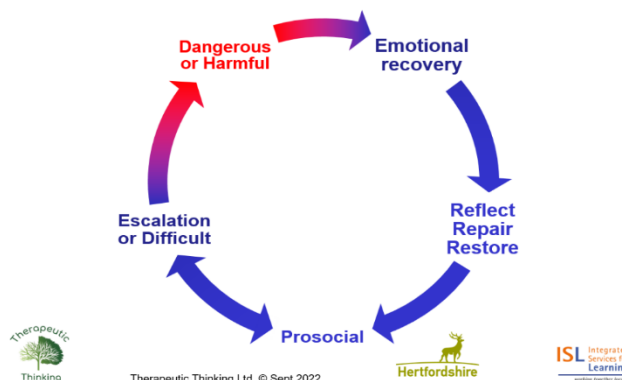 Dangerous
or Harmful
Emotional
recovery
Escalation
or Difficult
Reflect
Repair
Restore
Prosocial
Therapeutic
Thinking
Therapeutic Thinking Ltd. © Sept 2022
Hertfordshire
ISL Integrated
Services for
Learning